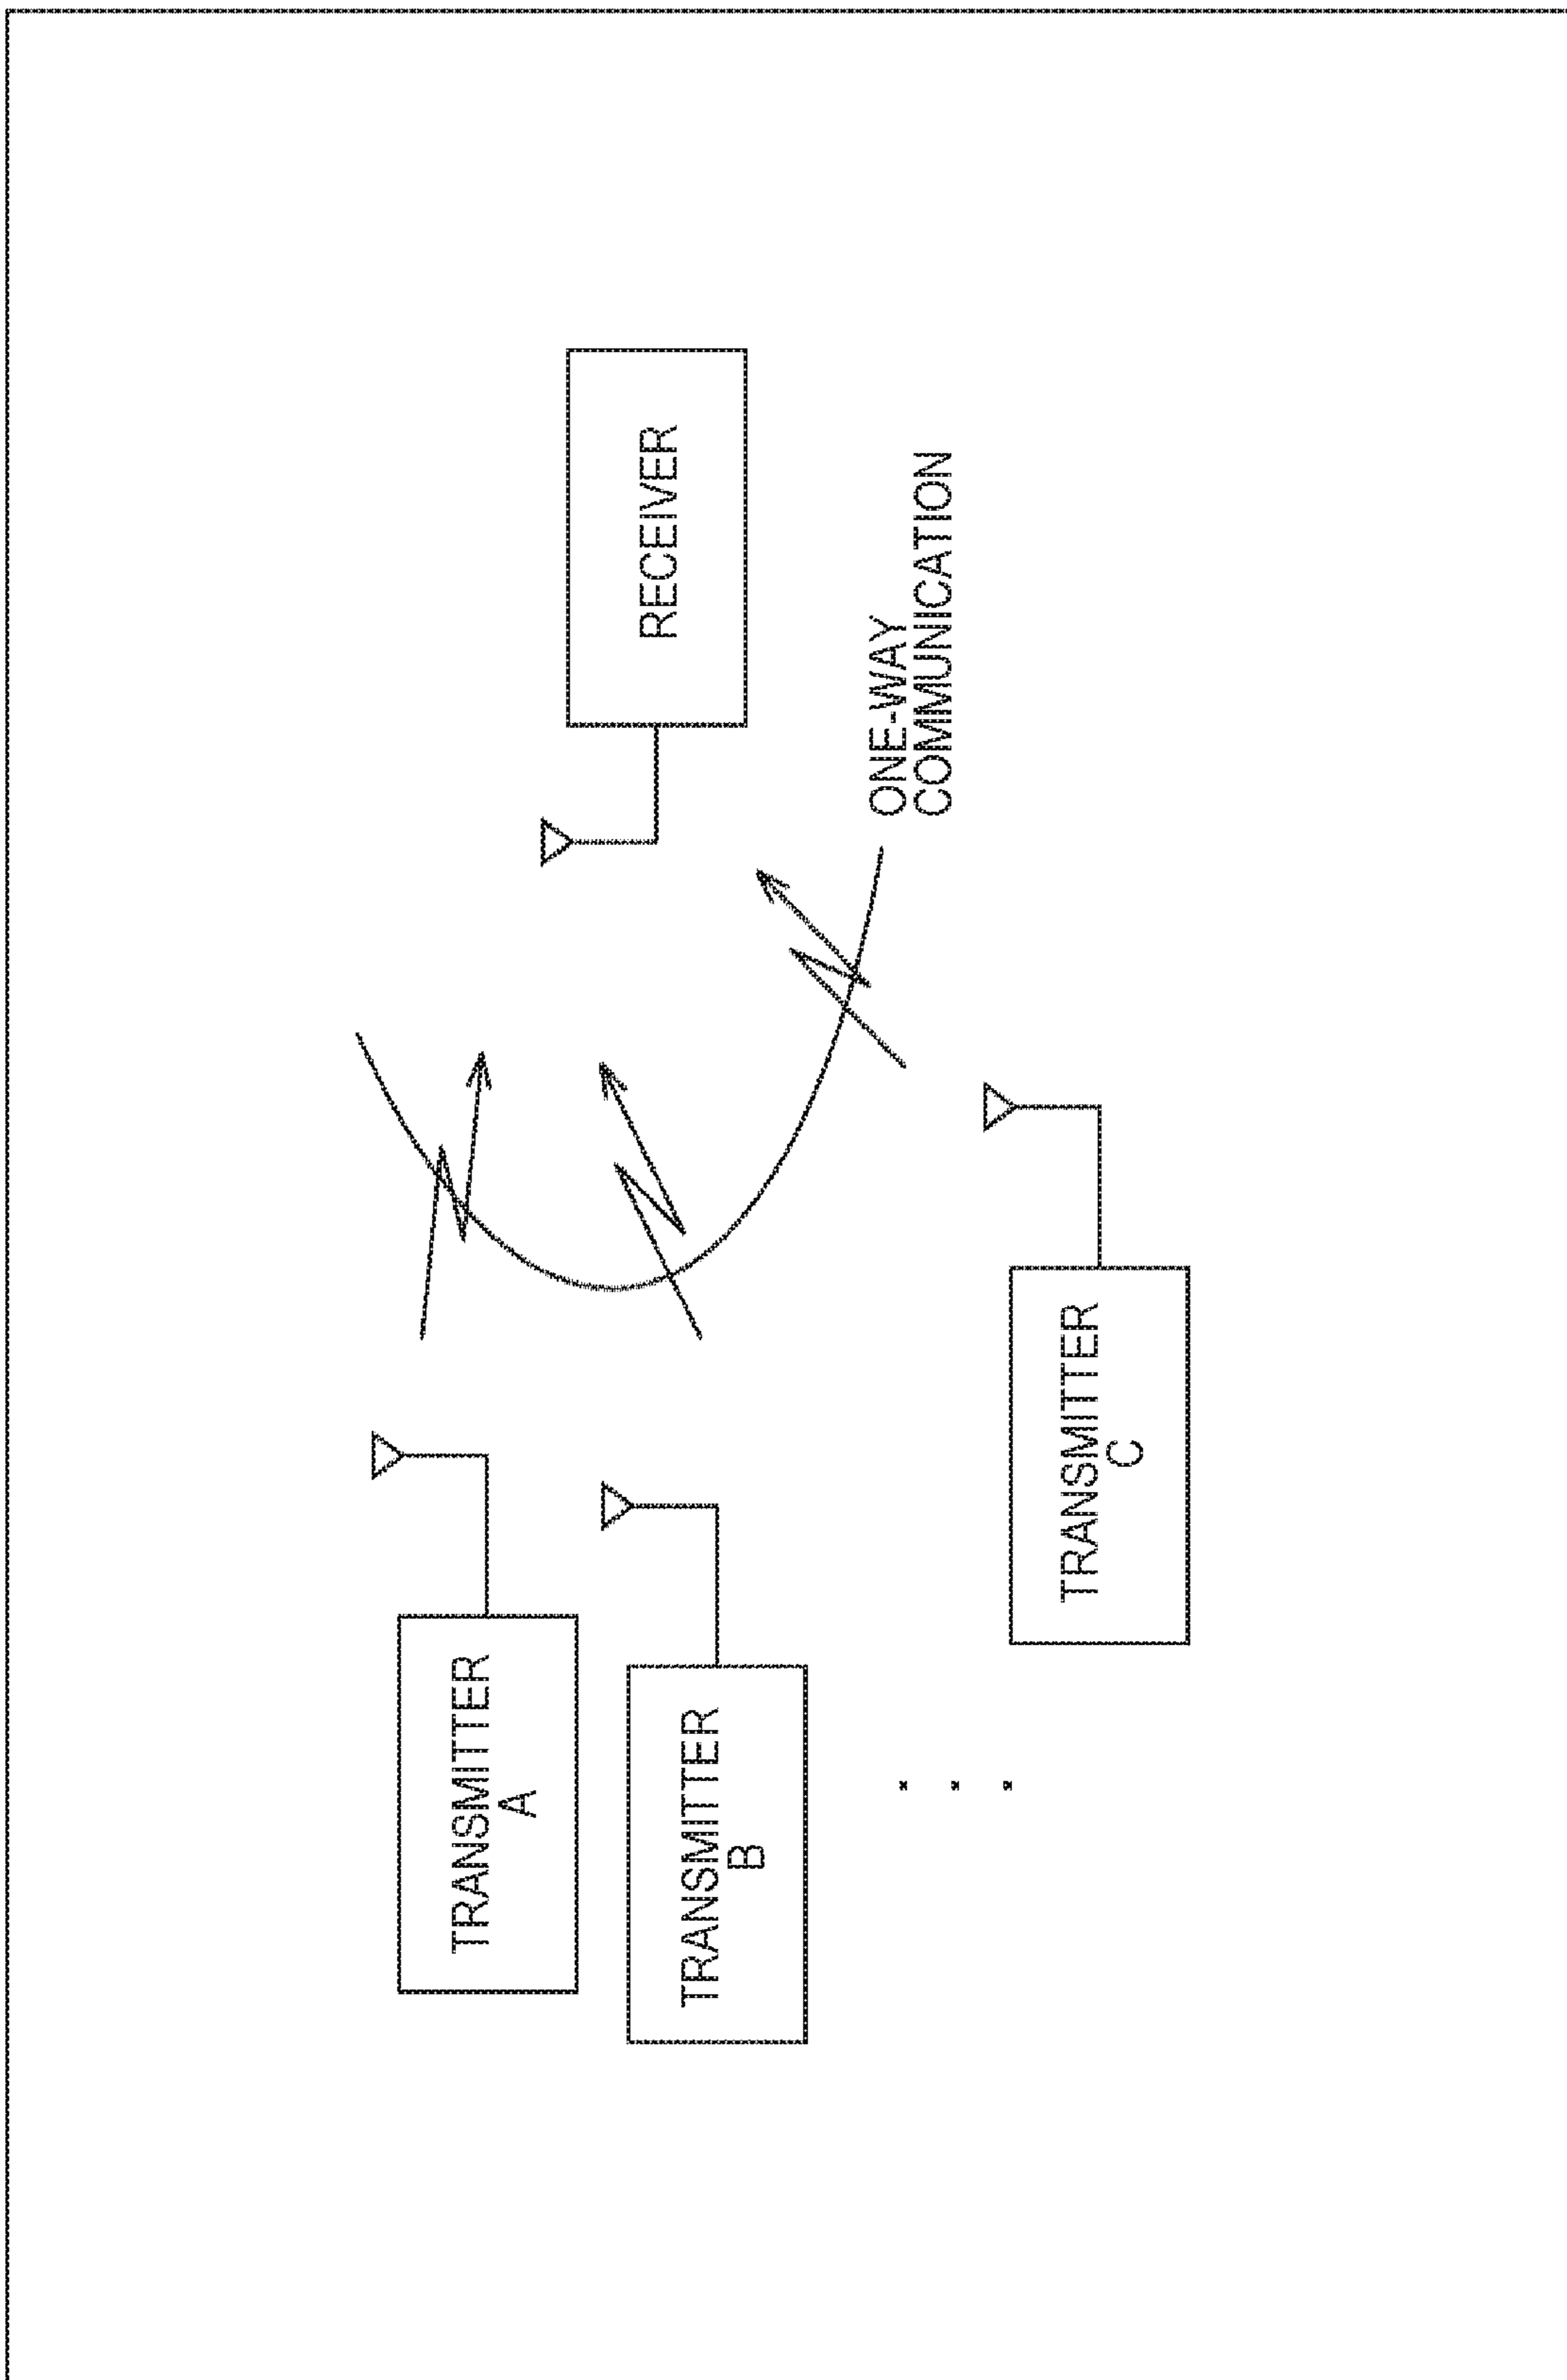 TRANSMITTER
A
TRANSMITTER
B
TRANSMITTER
C
RECEIVER
ONE-WAY
COMMUNICATION